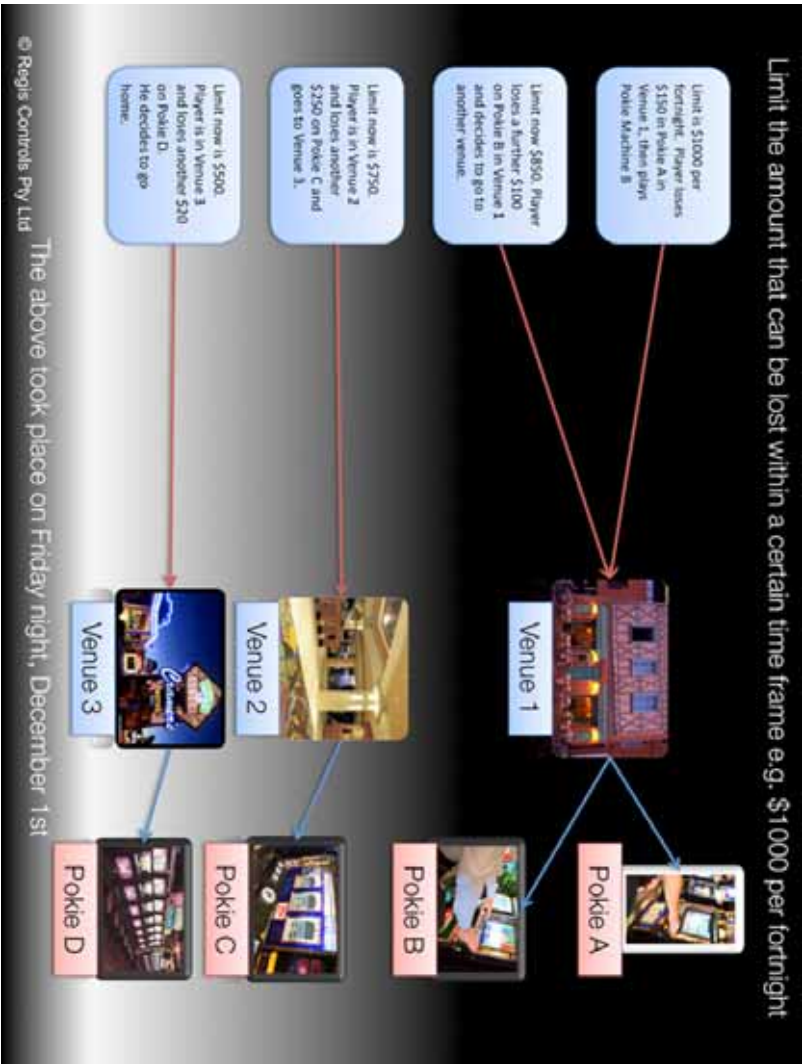 Limit the amount that can be lost within a certain time frame e.g. $1000 per fortnight
Limit is $1000 per
fortnight. Player loses
$150 in Pokie A in
Venue 1, then plays
Pokie Machine B
Limit now $850. Player
loses a further $100
on Pokie B in Venue 1
and decides to go to
another venue.
Limit now is $750.
Player is in Venue 2
and loses another
$250 on Pokie C and
goes to Venue 3.
Limit now is $500.
Player is in Venue 3
and loses another $20
on Pokie D.
He decides to go
home.
Venue 1
Venue 2
Venue 3
Pokie A
Pokie B
Pokie C
Pokie D
The above took place on Friday night, December 1st
© Regis Controls Pty Ltd